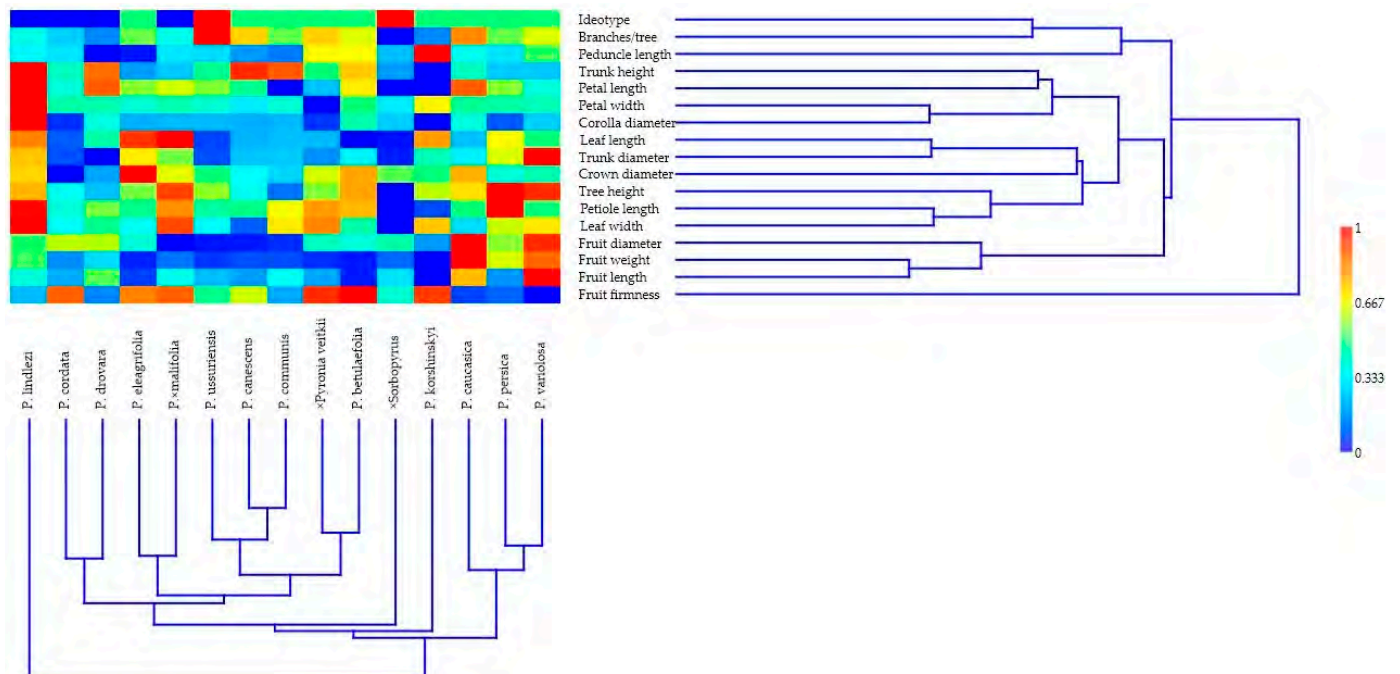 Ideotype
Branches/tree
Peduncle length
Trunk height
Petal length
Petal width
Corolla diameter
Leaf length
Trunk diameter
Crown diameter
Tree height
Petiole length
Leaf width
Fruit diameter
Fruit weight
Fruit length
Fruit firmness
1
0.667
0.333
0
P. lindlezi
P. cordata
P. drovara
P. eleagrifolia
P.×malifolia
P. ussuriensis
P. canescens
P. communis
×Pyronia veitkii
P. betulaefolia
×Sorbopyrus
P. korshinskyi
P. caucasica
P. persica
P. variolosa